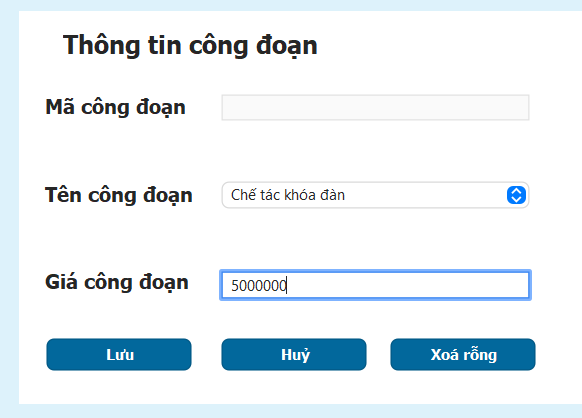 Thông tin công đoạn
Mã công đoạn
Tên công đoạn Chế tác khóa đàn
Giá công đoạn 5000000
Lưu Huỷ Xoá rỗng